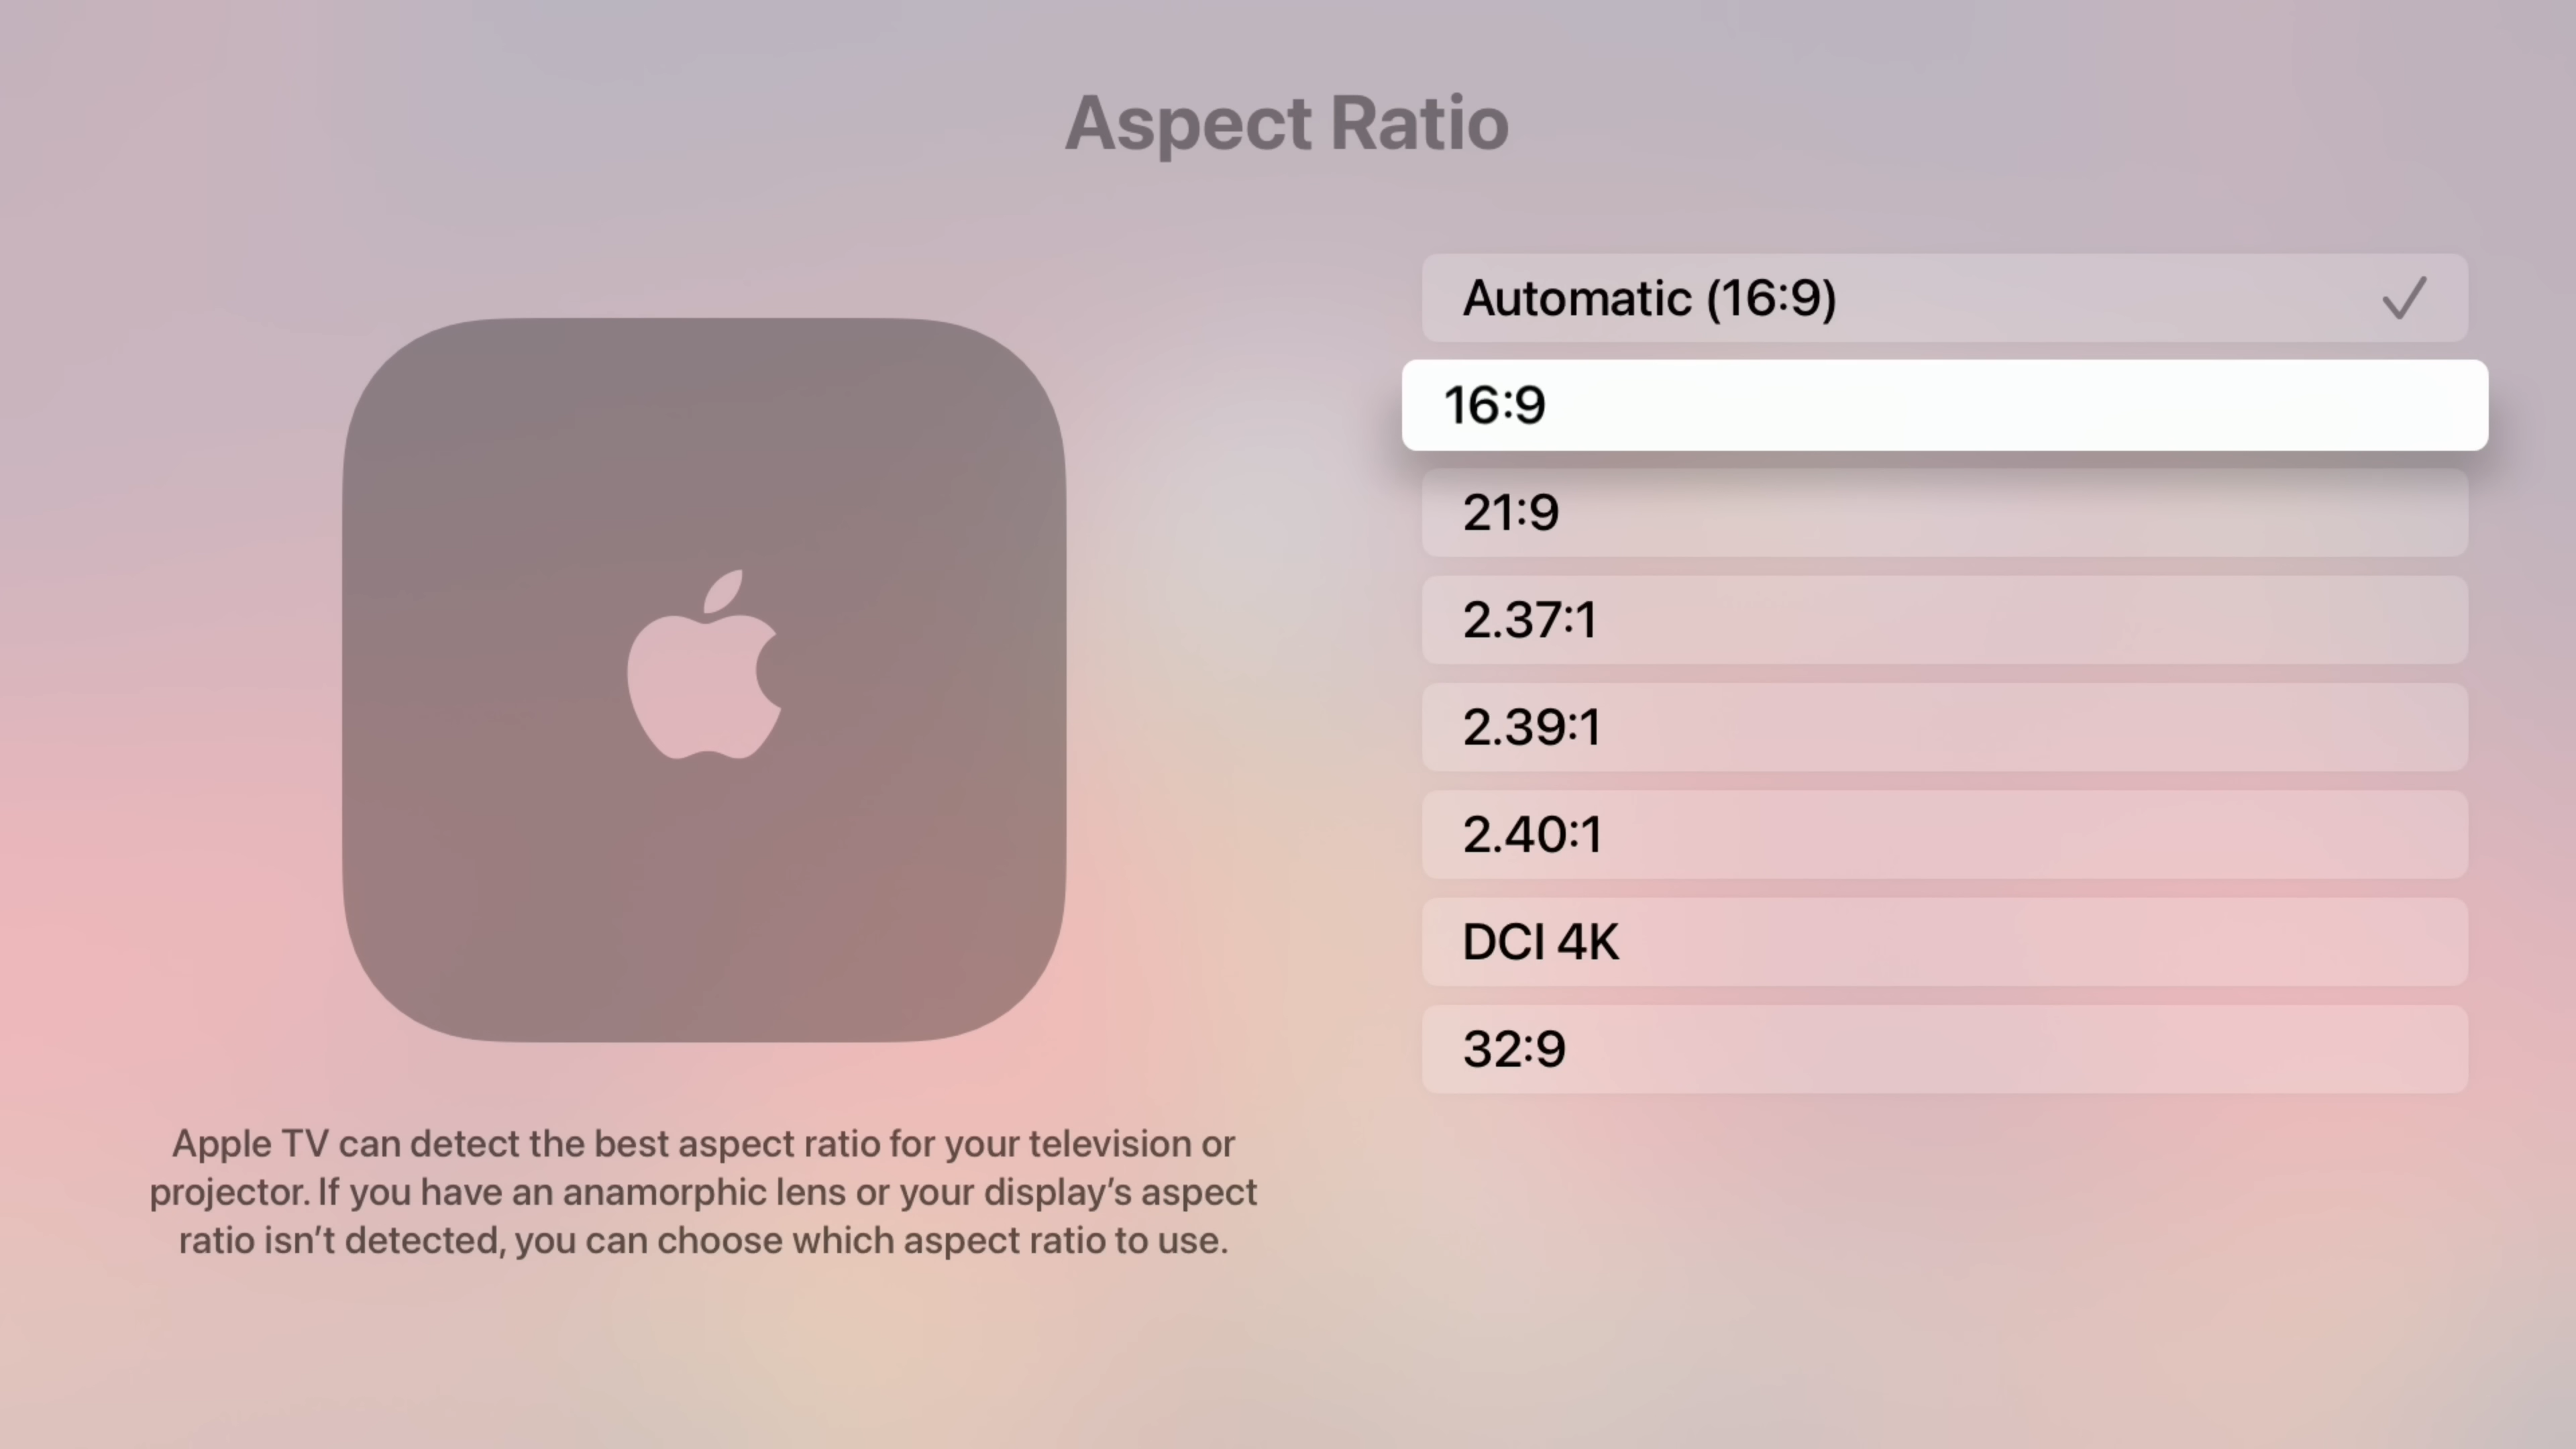 Aspect Ratio
Automatic (16:9)
16:9
21:9
2.37:1
2.39:1
2.40:1
DCI 4K
32:9
Apple TV can detect the best aspect ratio for your television or
projector. If you have an anamorphic lens or your display’s aspect
ratio isn’t detected, you can choose which aspect ratio to use.